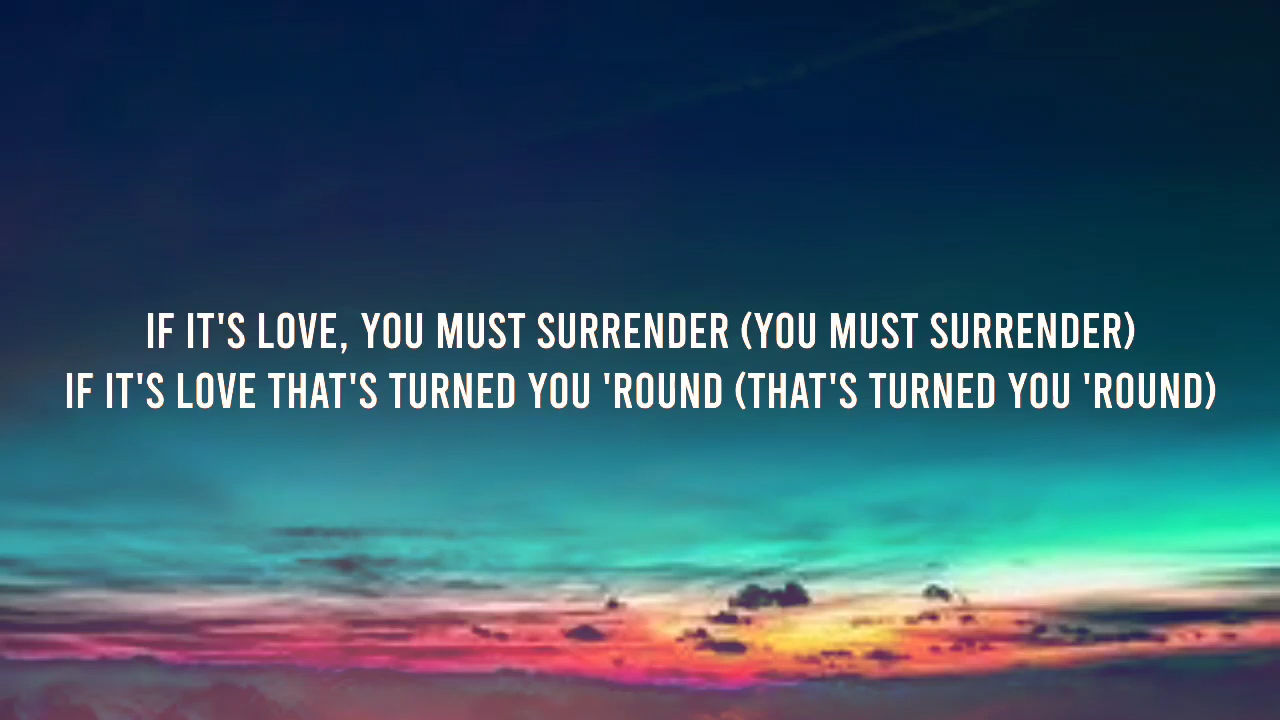 IF IT'S LOVE, YOU MUST SURRENDER (YOU MUST SURRENDER)
IF IT'S LOVE THAT'S TURNED YOU 'ROUND (THAT'S TURNED YOU 'ROUND)